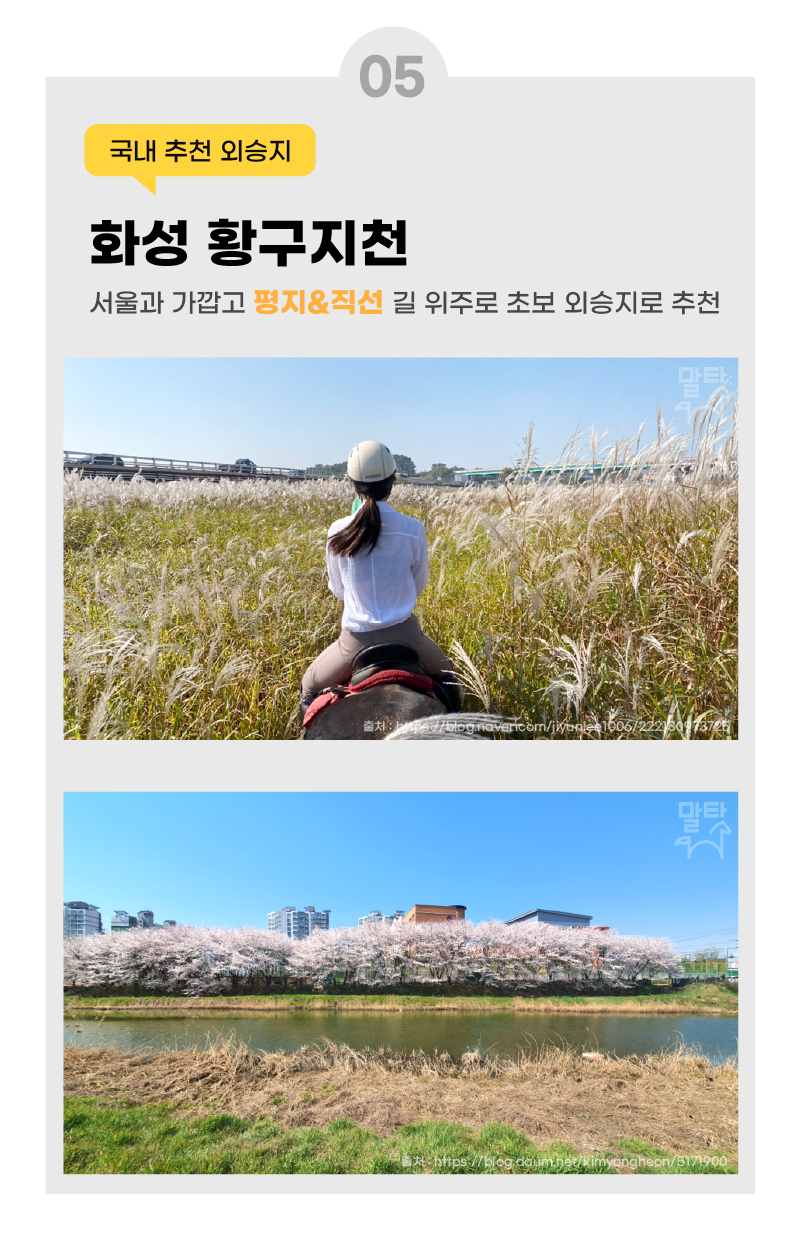 05
국내 추천 외승지
화성 황구지천
서울과 가깝고 평지&직선 길 위주로 초보 외승지로 추천
말타
출처 : https://blog.naver.com/jiyunlee1006/222130973725
말타
출처 : https://blog.daum.net/kimyongheon/5171900